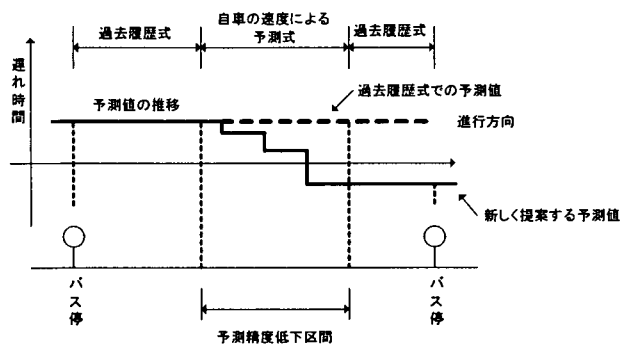 過去履歴式
自車の速度による
予測式
過去履歴式
遅れ時間
予測値の推移
過去履歴式での予測値
進行方向
新しく提案する予測値
バス停
バス停
予測精度低下区間